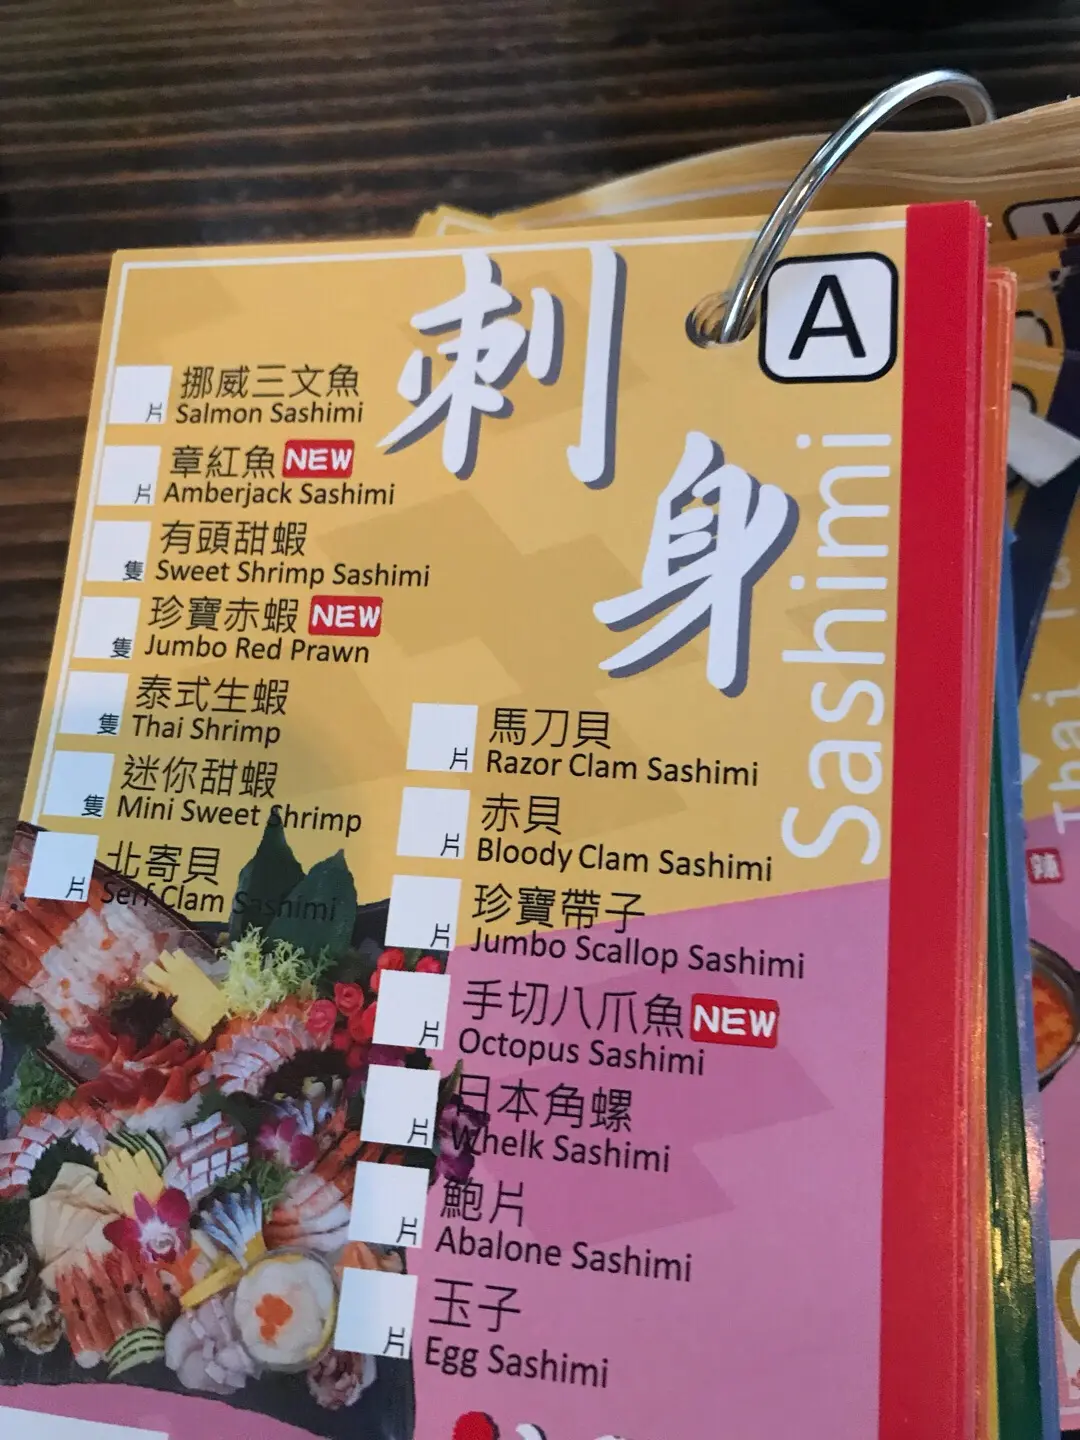 刺身
Sashimi
A
挪威三文魚
片 Salmon Sashimi
章紅魚 NEW
片 Amberjack Sashimi
有頭甜蝦
隻 Sweet Shrimp Sashimi
珍寶赤蝦 NEW
隻 Jumbo Red Prawn
泰式生蝦
隻 Thai Shrimp
迷你甜蝦
隻 Mini Sweet Shrimp
北寄貝
片 Serf Clam Sashimi
馬刀貝
片 Razor Clam Sashimi
赤貝
片 Bloody Clam Sashimi
珍寶帶子
片 Jumbo Scallop Sashimi
手切八爪魚 NEW
片 Octopus Sashimi
日本角螺
片 Whelk Sashimi
鮑片
片 Abalone Sashimi
玉子
片 Egg Sashimi
Thai
辣